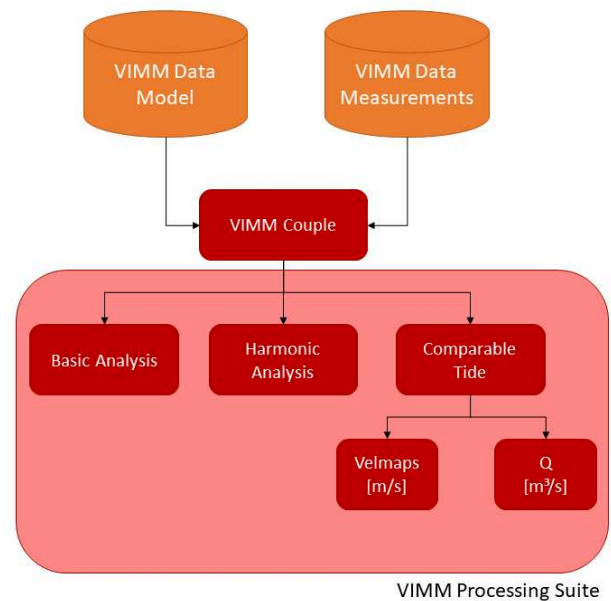 VIMM Data
Model
VIMM Data
Measurements
VIMM Couple
Basic Analysis
Harmonic
Analysis
Comparable
Tide
Velmaps
[m/s]
Q
[m³/s]
VIMM Processing Suite